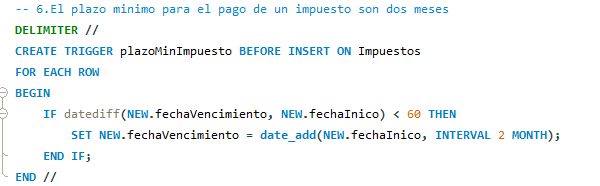 -- 6.El plazo minimo para el pago de un impuesto son dos meses
DELIMITER //
CREATE TRIGGER plazoMinImpuesto BEFORE INSERT ON Impuestos
FOR EACH ROW
BEGIN
IF datediff(NEW.fechaVencimiento, NEW.fechaInico) < 60 THEN
SET NEW.fechaVencimiento = date_add(NEW.fechaInico, INTERVAL 2 MONTH);
END IF;
END //